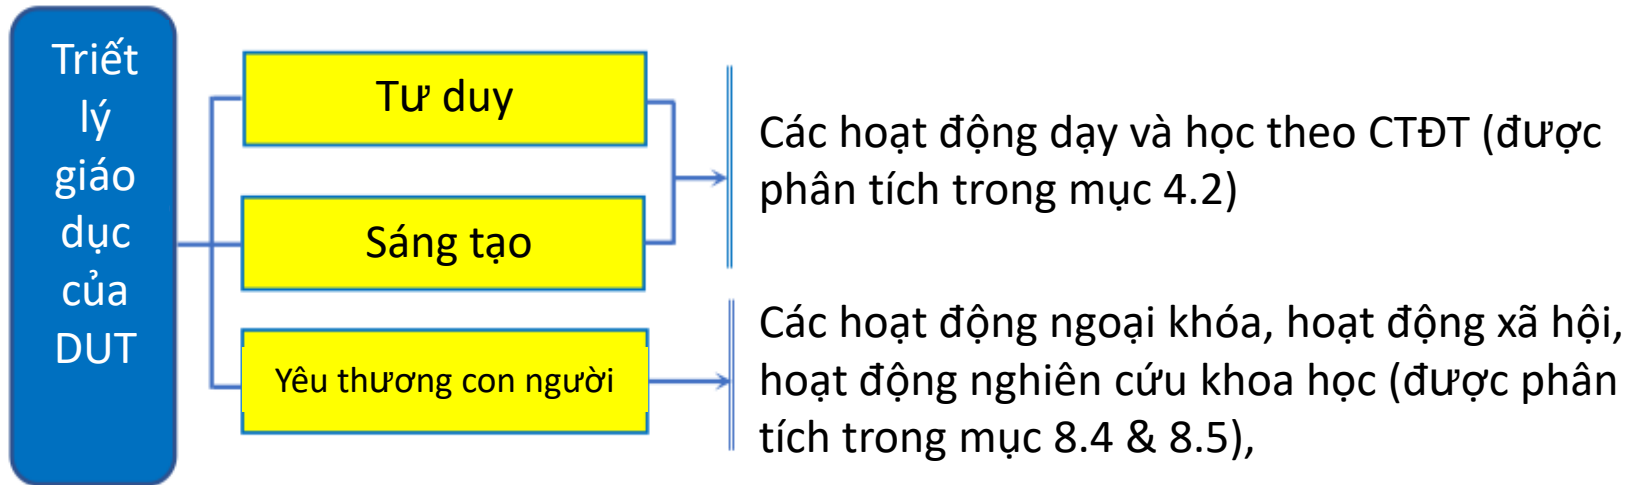 Triết
lý
giáo
dục
của
DUT
Tư duy
Sáng tạo
Yêu thương con người
Các hoạt động dạy và học theo CTĐT (được
phân tích trong mục 4.2)
Các hoạt động ngoại khóa, hoạt động xã hội,
hoạt động nghiên cứu khoa học (được phân
tích trong mục 8.4 & 8.5),